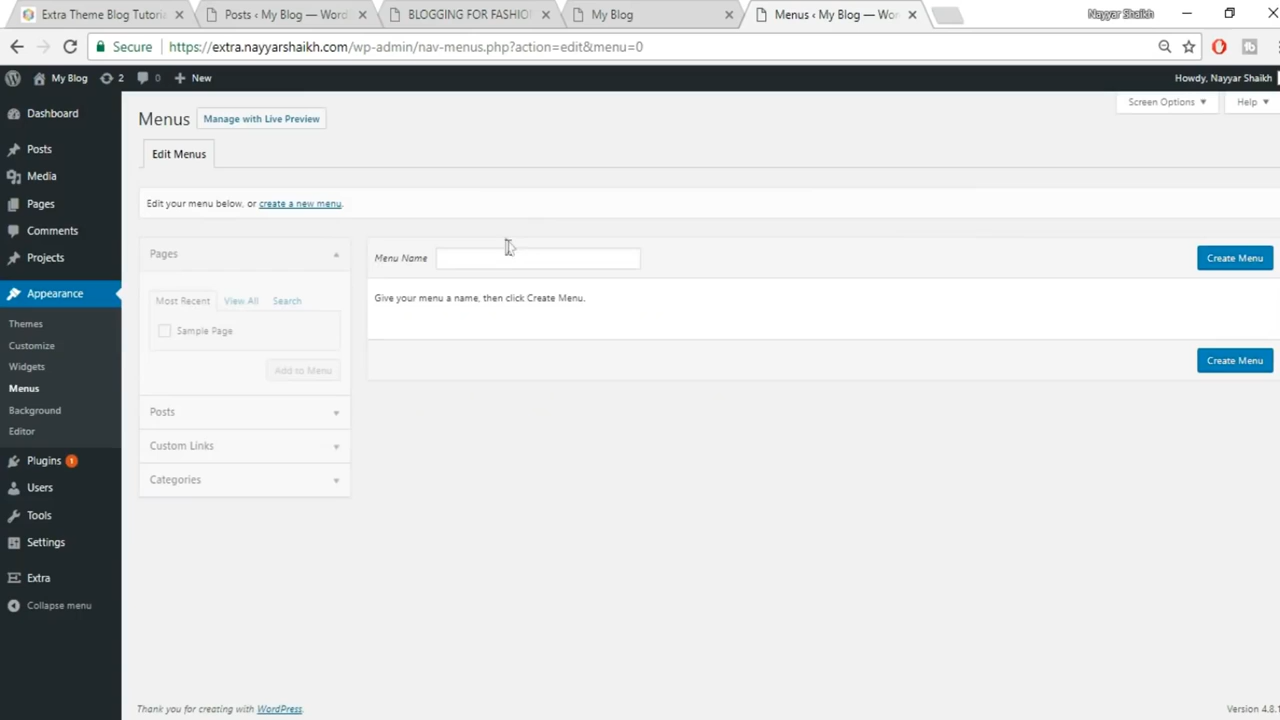 Extra Theme Blog Tutoria
Posts ‹ My Blog — Word
BLOGGING FOR FASHIO
My Blog
Menus ‹ My Blog — Wor
Nayyar Shaikh
Secure
https://extra.nayyarshaikh.com/wp-admin/nav-menus.php?action=edit&menu=0
My Blog
2
0
New
Howdy, Nayyar Shaikh
Dashboard
Posts
Media
Pages
Comments
Projects
Appearance
Themes
Customize
Widgets
Menus
Background
Editor
Plugins 1
Users
Tools
Settings
Extra
Collapse menu
Screen Options
Help
Menus
Manage with Live Preview
Edit Menus
Edit your menu below, or create a new menu.
Pages
Most Recent
View All
Search
Sample Page
Add to Menu
Posts
Custom Links
Categories
Menu Name
Create Menu
Give your menu a name, then click Create Menu.
Create Menu
Thank you for creating with WordPress.
Version 4.8.1